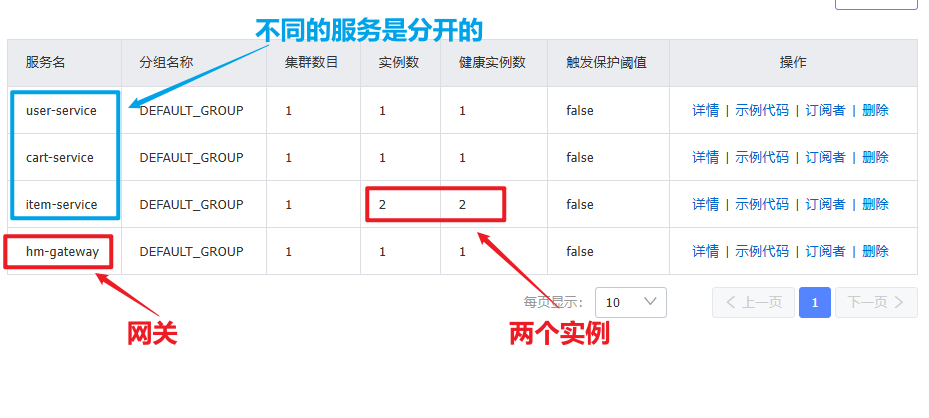 不同的服务是分开的
服务名 分组名称 集群数目 实例数 健康实例数 触发保护阈值 操作
user-service DEFAULT_GROUP 1 1 1 false 详情 | 示例代码 | 订阅者 | 删除
cart-service DEFAULT_GROUP 1 1 1 false 详情 | 示例代码 | 订阅者 | 删除
item-service DEFAULT_GROUP 1 2 2 false 详情 | 示例代码 | 订阅者 | 删除
hm-gateway DEFAULT_GROUP 1 1 1 false 详情 | 示例代码 | 订阅者 | 删除
每页显示: 10 上一页 1 下一页
网关 两个实例